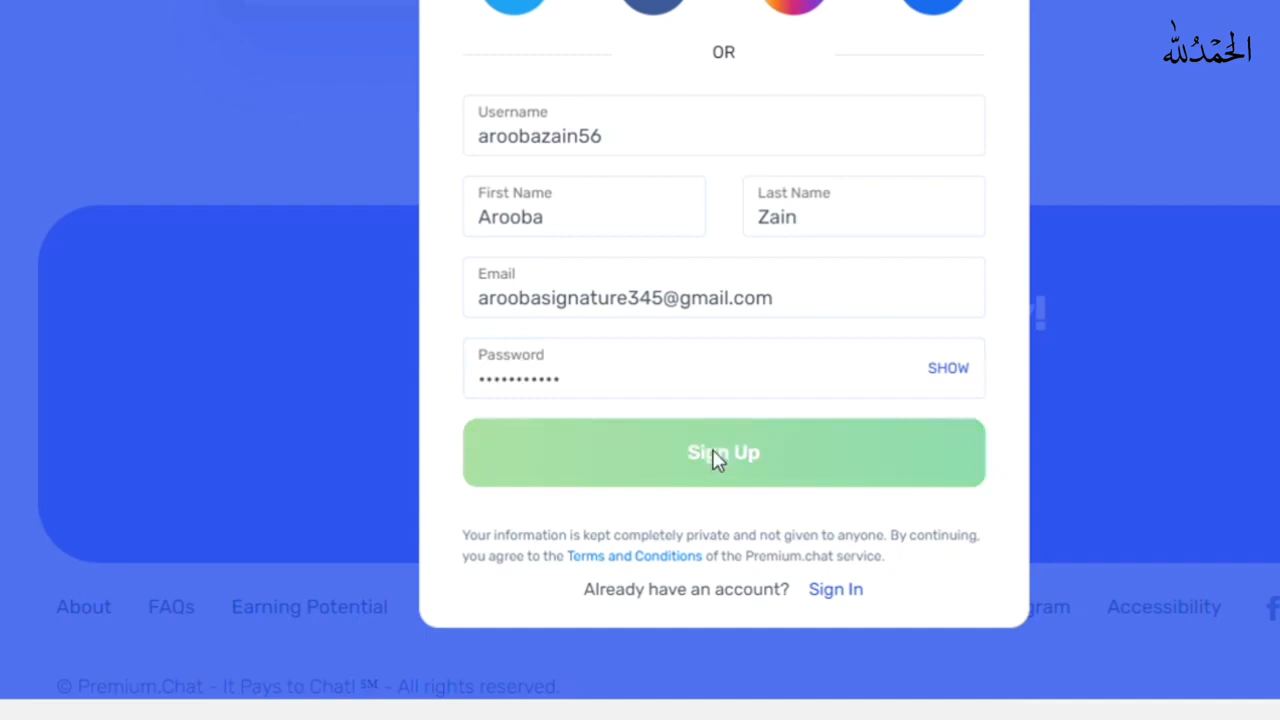 الحمد لله
OR
Username
aroobazain56
First Name
Last Name
Arooba
Zain
Email
aroobasignature345@gmail.com
Password
•••••••••••
SHOW
Sign Up
Your information is kept completely private and not given to anyone. By continuing,
you agree to the Terms and Conditions of the Premium.chat service.
Already have an account? Sign In
About FAQs Earning Potential Accessibility
© Premium.Chat - It Pays to Chat! ℠ - All rights reserved.